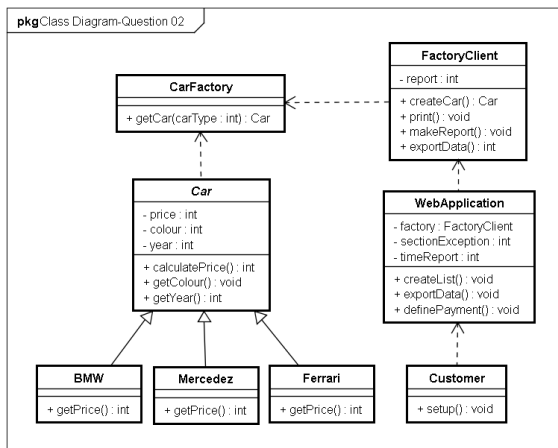 pkg Class Diagram-Question 02
CarFactory
+ getCar(carType : int) : Car
FactoryClient
- report : int
+ createCar() : Car
+ print() : void
+ makeReport() : void
+ exportData() : int
Car
- price : int
- colour : int
- year : int
+ calculatePrice() : int
+ getColour() : void
+ getYear() : int
WebApplication
- factory : FactoryClient
- sectionException : int
- timeReport : int
+ createList() : void
+ exportData() : void
+ definePayment() : void
BMW
+ getPrice() : int
Mercedez
+ getPrice() : int
Ferrari
+ getPrice() : int
Customer
+ setup() : void